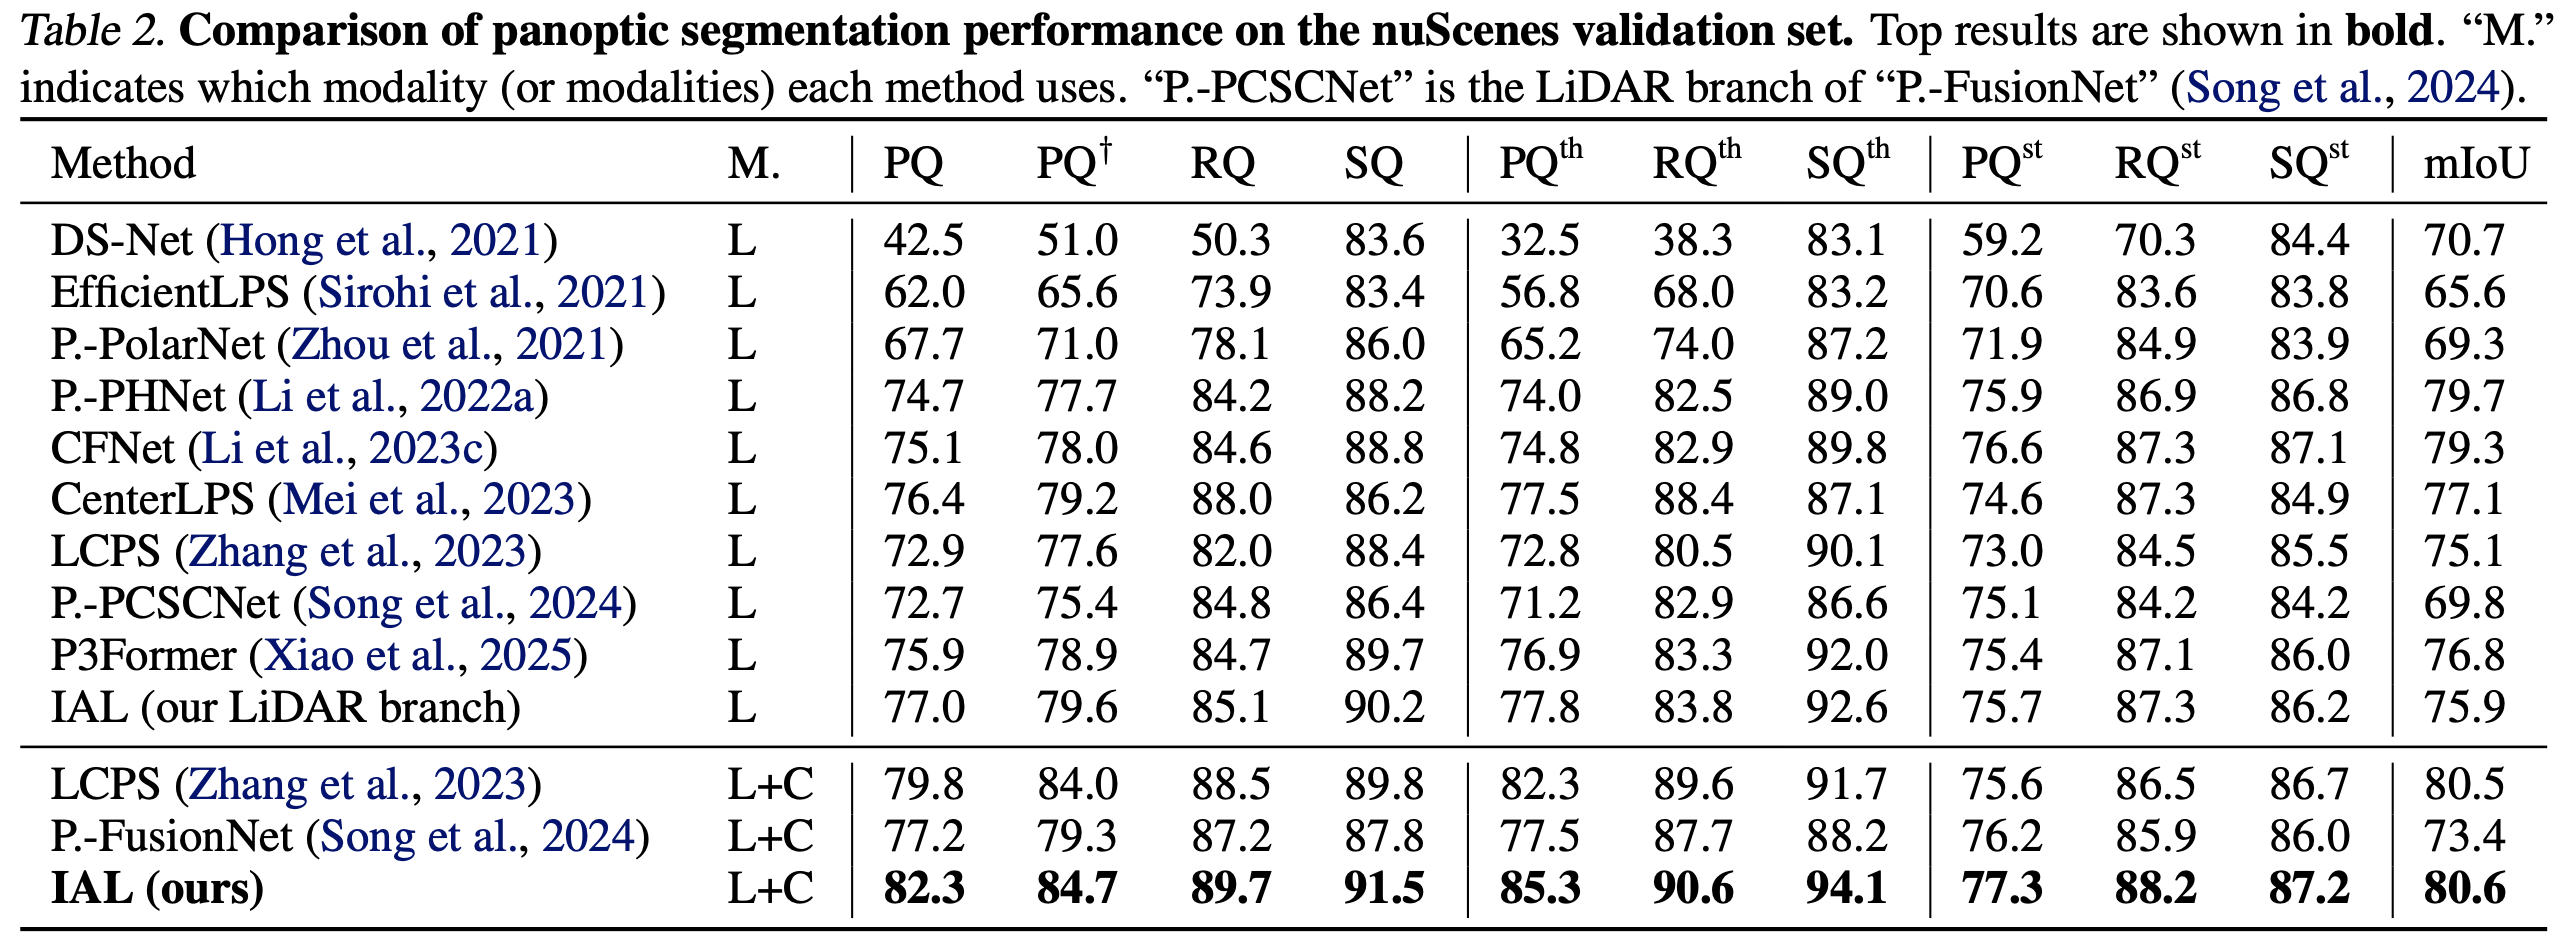 Table 2. Comparison of panoptic segmentation performance on the nuScenes validation set. Top results are shown in bold. “M.”
indicates which modality (or modalities) each method uses. “P.-PCSCNet” is the LiDAR branch of “P.-FusionNet” (Song et al., 2024).
Method M. PQ PQ† RQ SQ PQth RQth SQth PQst RQst SQst mIoU
DS-Net (Hong et al., 2021) L 42.5 51.0 50.3 83.6 32.5 38.3 83.1 59.2 70.3 84.4 70.7
EfficientLPS (Sirohi et al., 2021) L 62.0 65.6 73.9 83.4 56.8 68.0 83.2 70.6 83.6 83.8 65.6
P.-PolarNet (Zhou et al., 2021) L 67.7 71.0 78.1 86.0 65.2 74.0 87.2 71.9 84.9 83.9 69.3
P.-PHNet (Li et al., 2022a) L 74.7 77.7 84.2 88.2 74.0 82.5 89.0 75.9 86.9 86.8 79.7
CFNet (Li et al., 2023c) L 75.1 78.0 84.6 88.8 74.8 82.9 89.8 76.6 87.3 87.1 79.3
CenterLPS (Mei et al., 2023) L 76.4 79.2 88.0 86.2 77.5 88.4 87.1 74.6 87.3 84.9 77.1
LCPS (Zhang et al., 2023) L 72.9 77.6 82.0 88.4 72.8 80.5 90.1 73.0 84.5 85.5 75.1
P.-PCSCNet (Song et al., 2024) L 72.7 75.4 84.8 86.4 71.2 82.9 86.6 75.1 84.2 84.2 69.8
P3Former (Xiao et al., 2025) L 75.9 78.9 84.7 89.7 76.9 83.3 92.0 75.4 87.1 86.0 76.8
IAL (our LiDAR branch) L 77.0 79.6 85.1 90.2 77.8 83.8 92.6 75.7 87.3 86.2 75.9
LCPS (Zhang et al., 2023) L+C 79.8 84.0 88.5 89.8 82.3 89.6 91.7 75.6 86.5 86.7 80.5
P.-FusionNet (Song et al., 2024) L+C 77.2 79.3 87.2 87.8 77.5 87.7 88.2 76.2 85.9 86.0 73.4
IAL (ours) L+C 82.3 84.7 89.7 91.5 85.3 90.6 94.1 77.3 88.2 87.2 80.6